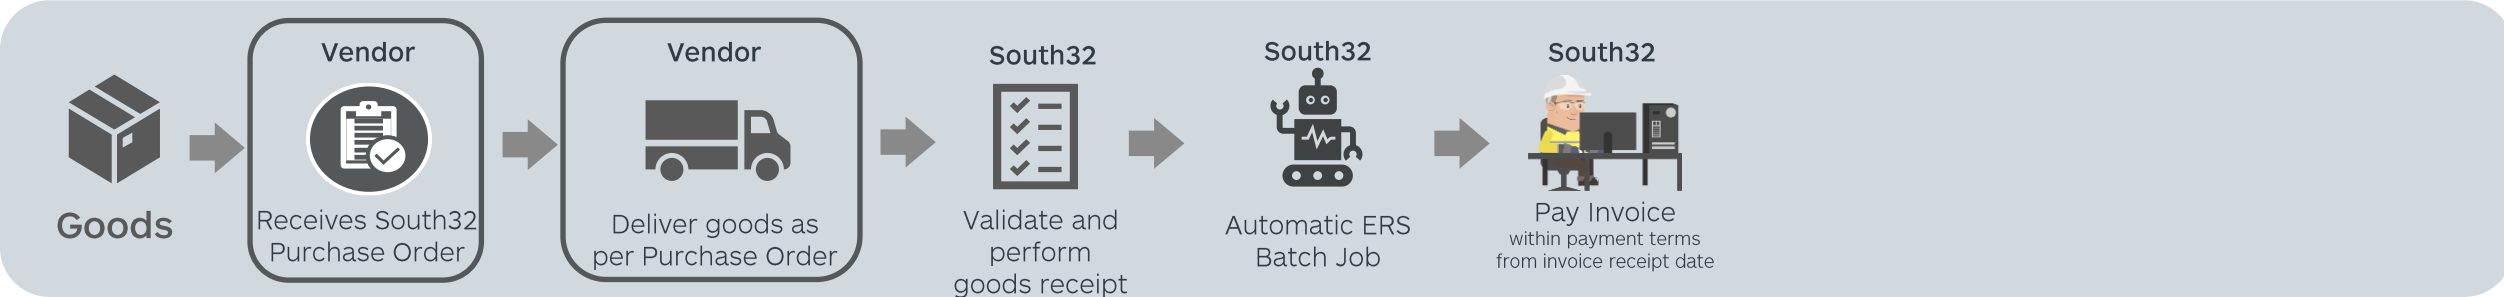 Goods
Vendor
Receives South32
Purchase Order
Vendor
Deliver goods as
per Purchase Order
South32
Validate and
perform
goods receipt
South32
Automatic ERS
Batch Job
South32
Pay Invoice
within payment terms
from invoice receipt date